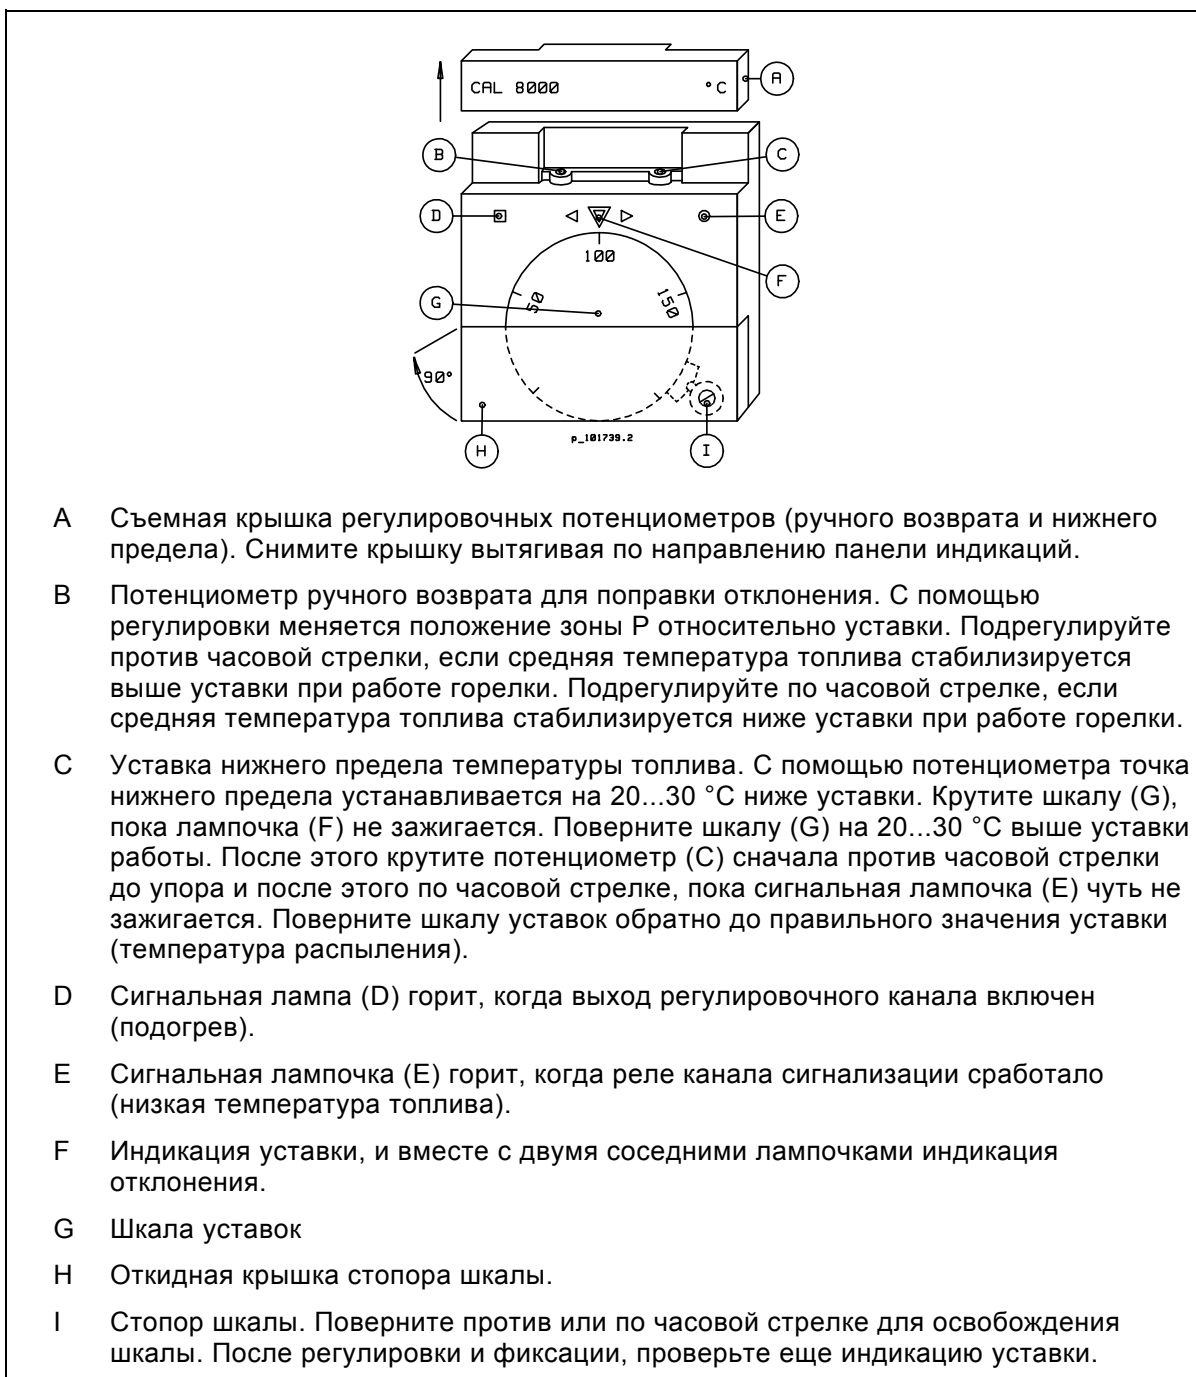 A
CAL 8000 °C
B
C
D
E
100
F
G
50
150
90°
p_101739.2
H
I
A Съемная крышка регулировочных потенциометров (ручного возврата и нижнего
предела). Снимите крышку вытягивая по направлению панели индикаций.
B Потенциометр ручного возврата для поправки отклонения. С помощью
регулировки меняется положение зоны P относительно уставки. Подрегулируйте
против часовой стрелки, если средняя температура топлива стабилизируется
выше уставки при работе горелки. Подрегулируйте по часовой стрелке, если
средняя температура топлива стабилизируется ниже уставки при работе горелки.
C Уставка нижнего предела температуры топлива. С помощью потенциометра точка
нижнего предела устанавливается на 20...30 °C ниже уставки. Крутите шкалу (G),
пока лампочка (F) не зажигается. Поверните шкалу (G) на 20...30 °C выше уставки
работы. После этого крутите потенциометр (C) сначала против часовой стрелки
до упора и после этого по часовой стрелке, пока сигнальная лампочка (E) чуть не
зажигается. Поверните шкалу уставок обратно до правильного значения уставки
(температура распыления).
D Сигнальная лампа (D) горит, когда выход регулировочного канала включен
(подогрев).
E Сигнальная лампочка (E) горит, когда реле канала сигнализации сработало
(низкая температура топлива).
F Индикация уставки, и вместе с двумя соседними лампочками индикация
отклонения.
G Шкала уставок
H Откидная крышка стопора шкалы.
I Стопор шкалы. Поверните против или по часовой стрелке для освобождения
шкалы. После регулировки и фиксации, проверьте еще индикацию уставки.